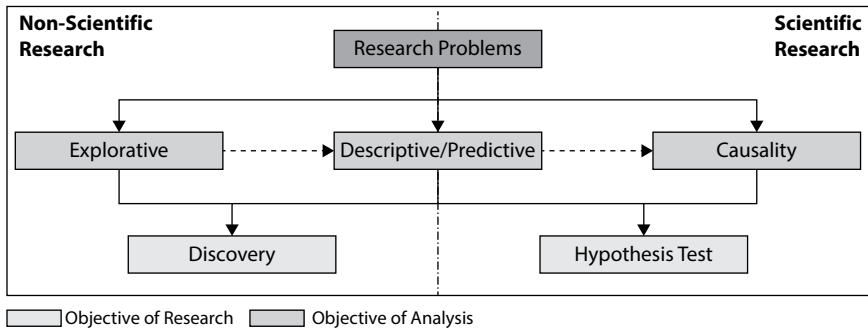 Non-Scientific
Research
Scientific
Research
Research Problems
Explorative
Descriptive/Predictive
Causality
Discovery
Hypothesis Test
Objective of Research
Objective of Analysis